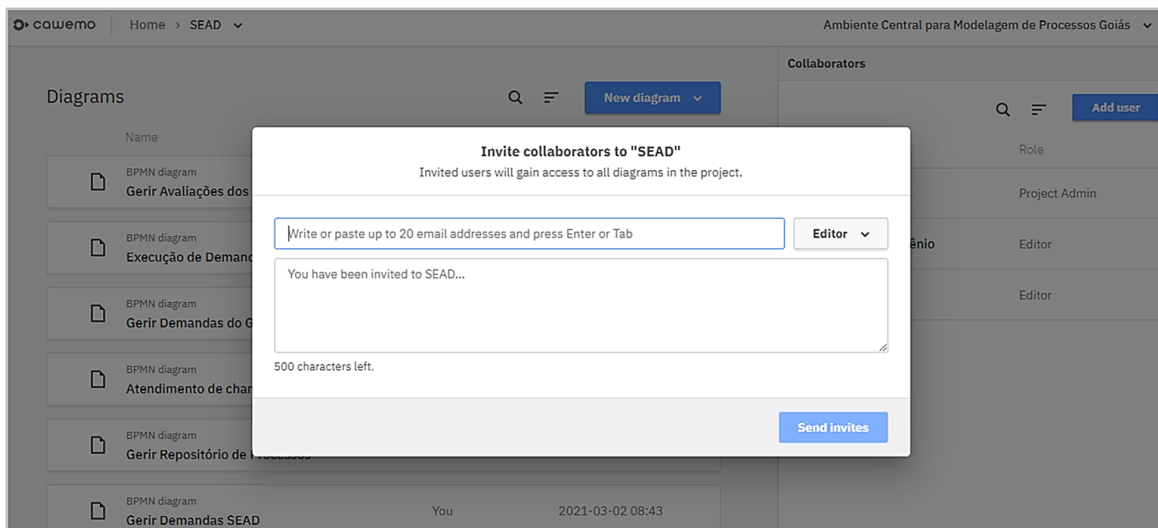 cawemo Home > SEAD Ambiente Central para Modelagem de Processos Goiás
Collaborators
Diagrams New diagram Add user
Name Role
BPMN diagram
Gerir Avaliações dos Project Admin
BPMN diagram
Execução de Demand ênio Editor
BPMN diagram
Gerir Demandas do G Editor
BPMN diagram
Atendimento de char
BPMN diagram
Gerir Repositório de Processos
BPMN diagram
Gerir Demandas SEAD You 2021-03-02 08:43
Invite collaborators to "SEAD"
Invited users will gain access to all diagrams in the project.
Write or paste up to 20 email addresses and press Enter or Tab Editor
You have been invited to SEAD...
500 characters left.
Send invites